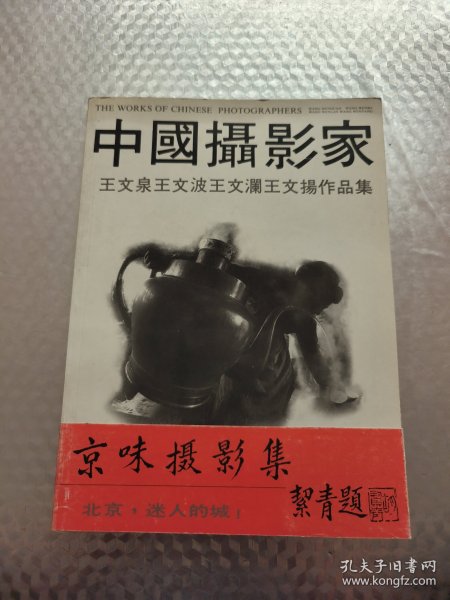 THE WORKS OF CHINESE PHOTOGRAPHERS
中國攝影家
王文泉王文波王文瀾王文揚作品集
京味摄影集
絜青題
北京，迷人的城」
孔夫子旧书网
www.kongfz.com